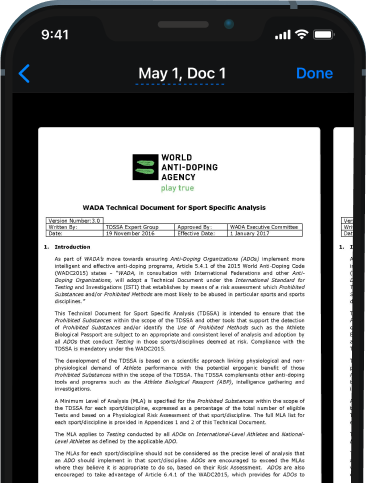 9:41
May 1, Doc 1
Done
WORLD
ANTI-DOPING
AGENCY
play true
WADA Technical Document for Sport Specific Analysis
Version Number:3.0
Written By: TDSSA Expert Group Approved By: WADA Executive Committee
Date: 19 November 2016 Effective Date: 1 January 2017
1. Introduction
As part of WADA's move towards ensuring Anti-Doping Organizations (ADOs) implement more
intelligent and effective anti-doping programs, Article 5.4.1 of the 2015 World Anti-Doping Code
(WADC2015) states – "WADA, in consultation with International Federations and other Anti-
Doping Organizations, will adopt a Technical Document under the International Standard for
Testing and Investigations (ISTI) that establishes by means of a risk assessment which Prohibited
Substances and/or Prohibited Methods are most likely to be abused in particular sports and sports
disciplines."
This Technical Document for Sport Specific Analysis (TDSSA) is intended to ensure that the
Prohibited Substances within the scope of the TDSSA and other tools that support the detection
of Prohibited Substances and/or identify the Use of Prohibited Methods such as the Athlete
Biological Passport are subject to an appropriate and consistent level of analysis and adoption by
all ADOs that conduct Testing in those sports/disciplines deemed at risk. Compliance with the
TDSSA is mandatory under the WADC2015.
The development of the TDSSA is based on a scientific approach linking physiological and non-
physiological demand of Athlete performance with the potential ergogenic benefit of those
Prohibited Substances within the scope of the TDSSA. The TDSSA complements other anti-doping
tools and programs such as the Athlete Biological Passport (ABP), intelligence gathering and
investigations.
A Minimum Level of Analysis (MLA) is specified for the Prohibited Substances within the scope of
the TDSSA for each sport/discipline, expressed as a percentage of the total number of eligible
Tests and based on a Physiological Risk Assessment of that sport/discipline. The full MLA list for
each sport/discipline is provided in Appendices 1 and 2 of this Technical Document.
The MLA applies to Testing conducted by all ADOs on International-Level Athletes and National-
Level Athletes as defined by the applicable ADO.
The MLAs for each sport/discipline should not be considered as the precise level of analysis that
an ADO should implement in that sport/discipline. ADOs are encouraged to exceed the MLAs
where they believe it is appropriate to do so, based on their Risk Assessment. ADOs are also
encouraged to take advantage of Article 6.4.1 of the WADC2015, which provides for ADOs to